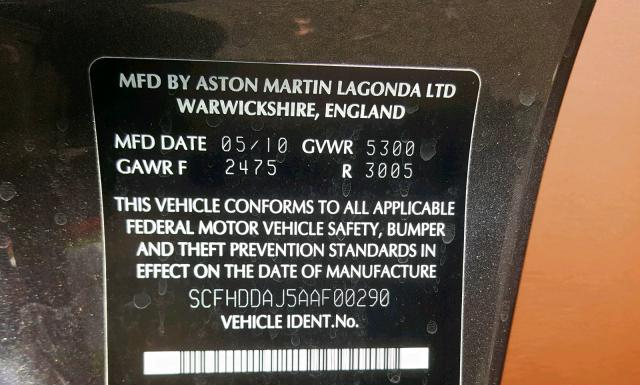 MFD BY ASTON MARTIN LAGONDA LTD
WARWICKSHIRE, ENGLAND
MFD DATE 05/10 GVWR 5300
GAWR F 2475 R 3005
THIS VEHICLE CONFORMS TO ALL APPLICABLE
FEDERAL MOTOR VEHICLE SAFETY, BUMPER
AND THEFT PREVENTION STANDARDS IN
EFFECT ON THE DATE OF MANUFACTURE
SCFHDDAJ5AAF00290
VEHICLE IDENT.No.